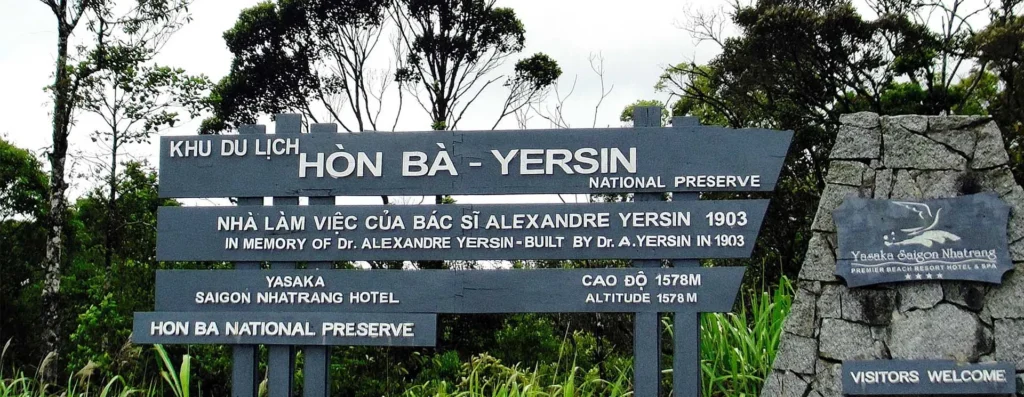 KHU DU LỊCH
HÒN BÀ - YERSIN
NATIONAL PRESERVE
NHÀ LÀM VIỆC CỦA BÁC SĨ ALEXANDRE YERSIN 1903
IN MEMORY OF Dr. ALEXANDRE YERSIN - BUILT BY Dr. A.YERSIN IN 1903
YASAKA
SAIGON NHATRANG HOTEL
CAO ĐỘ 1578M
ALTITUDE 1578 M
HON BA NATIONAL PRESERVE
Yasaka Saigon Nhatrang
PREMIER BEACH RESORT HOTEL & SPA
VISITORS WELCOME